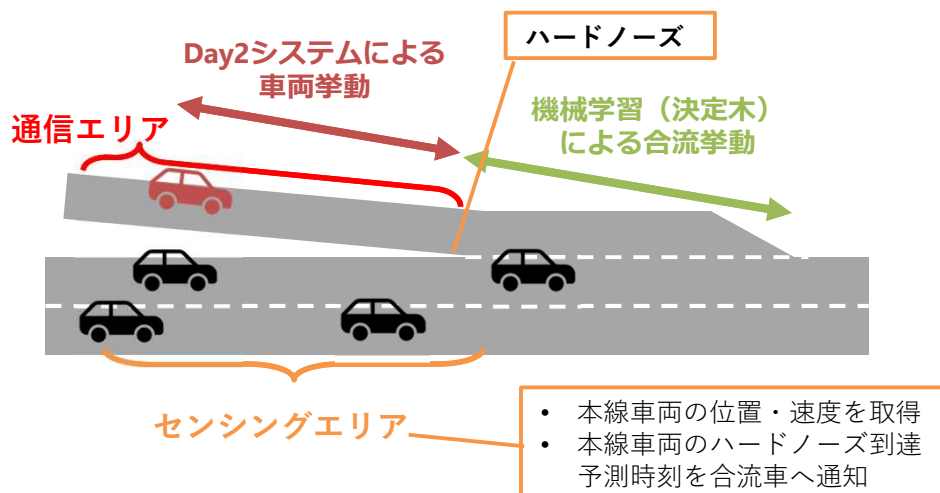 ハードノーズ
Day2システムによる
車両挙動
機械学習（決定木）
による合流挙動
通信エリア
センシングエリア
• 本線車両の位置・速度を取得
• 本線車両のハードノーズ到達
予測時刻を合流車へ通知